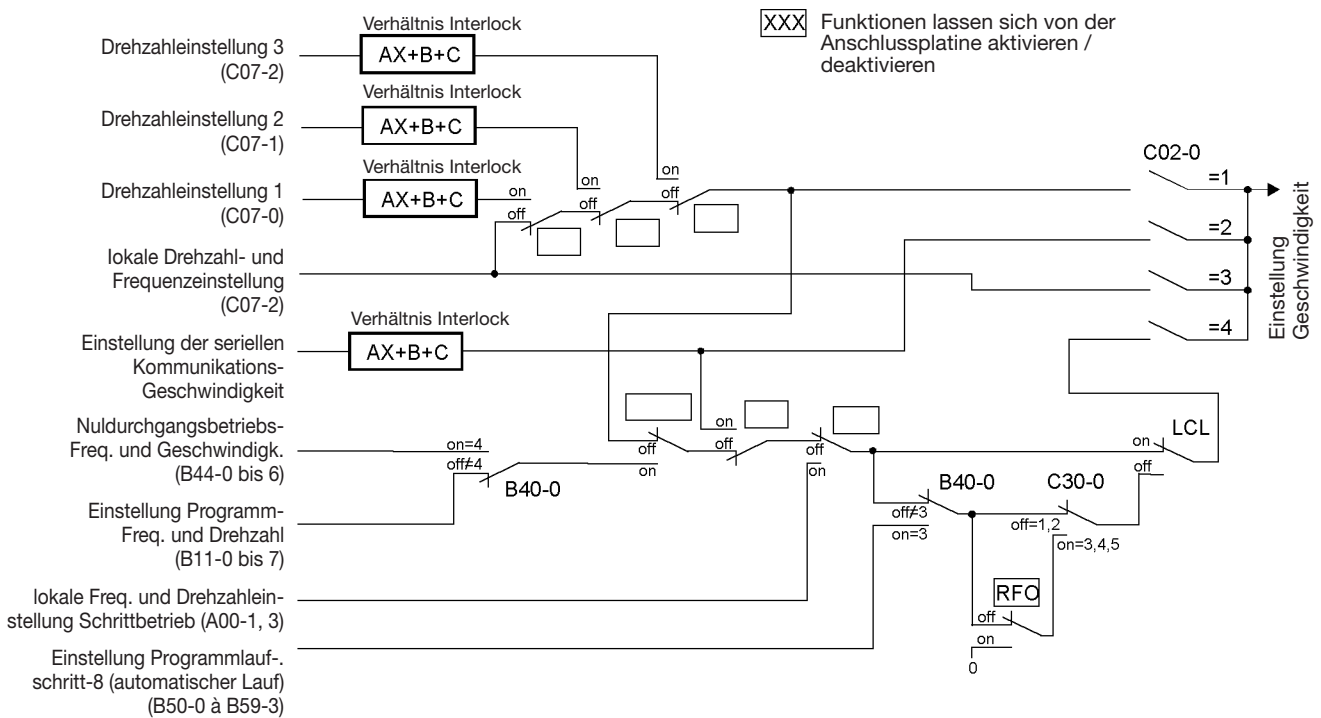 Verhältnis Interlock
XXX Funktionen lassen sich von der
Anschlussplatine aktivieren /
deaktivieren
Drehzahleinstellung 3
(C07-2)
AX+B+C
Verhältnis Interlock
Drehzahleinstellung 2
(C07-1)
AX+B+C
Verhältnis Interlock
Drehzahleinstellung 1
(C07-0)
AX+B+C
on
off
on
off
on
off
C02-0
=1
=2
=3
=4
Einstellung
Geschwindigkeit
lokale Drehzahl- und
Frequenzeinstellung
(C07-2)
Verhältnis Interlock
Einstellung der seriellen
Kommunikations-
Geschwindigkeit
AX+B+C
Nuldurchgangsbetriebs-
Freq. und Geschwindigk.
(B44-0 bis 6)
on=4
off≠4
B40-0
off
on
on
off
off
on
LCL
on
off
Einstellung Programm-
Freq. und Drehzahl
(B11-0 bis 7)
B40-0
off≠3
on=3
C30-0
off=1,2
on=3,4,5
RFO
off
on
0
lokale Freq. und Drehzahlein-
stellung Schrittbetrieb (A00-1, 3)
Einstellung Programmlauf-.
schritt-8 (automatischer Lauf)
(B50-0 à B59-3)